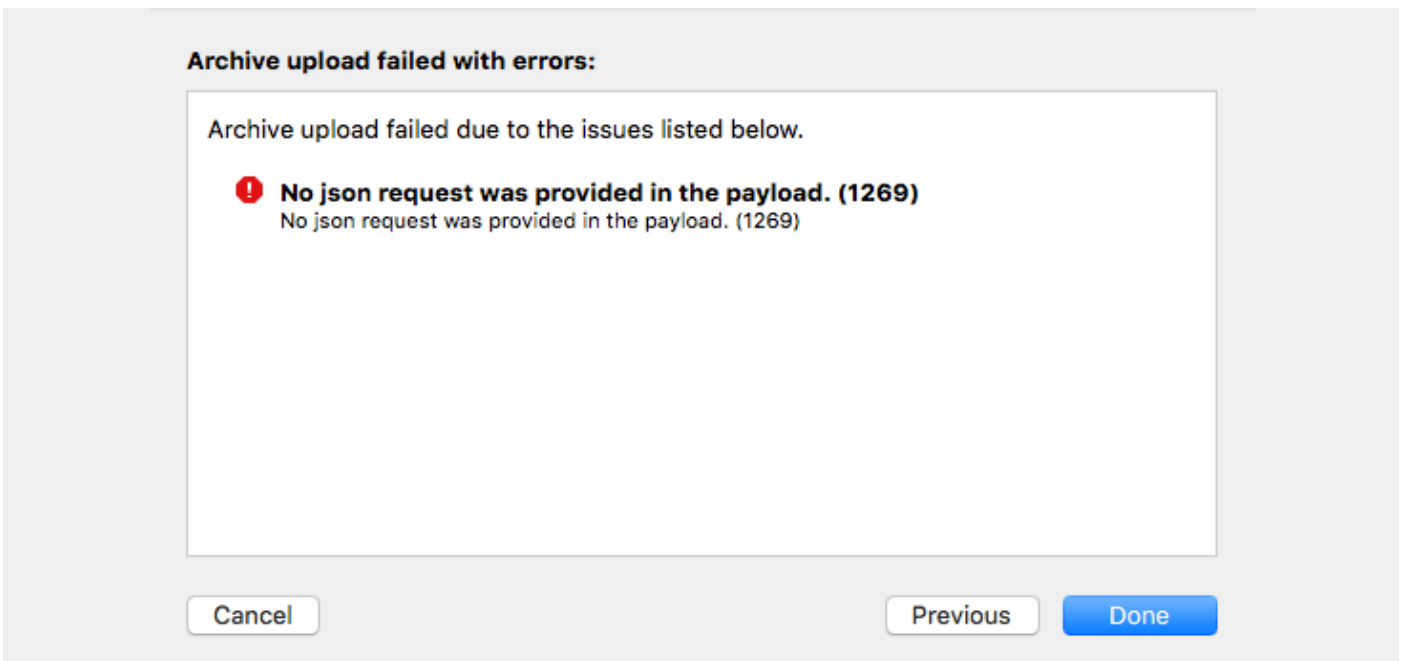 Archive upload failed with errors:
Archive upload failed due to the issues listed below.
No json request was provided in the payload. (1269)
No json request was provided in the payload. (1269)
Cancel
Previous
Done